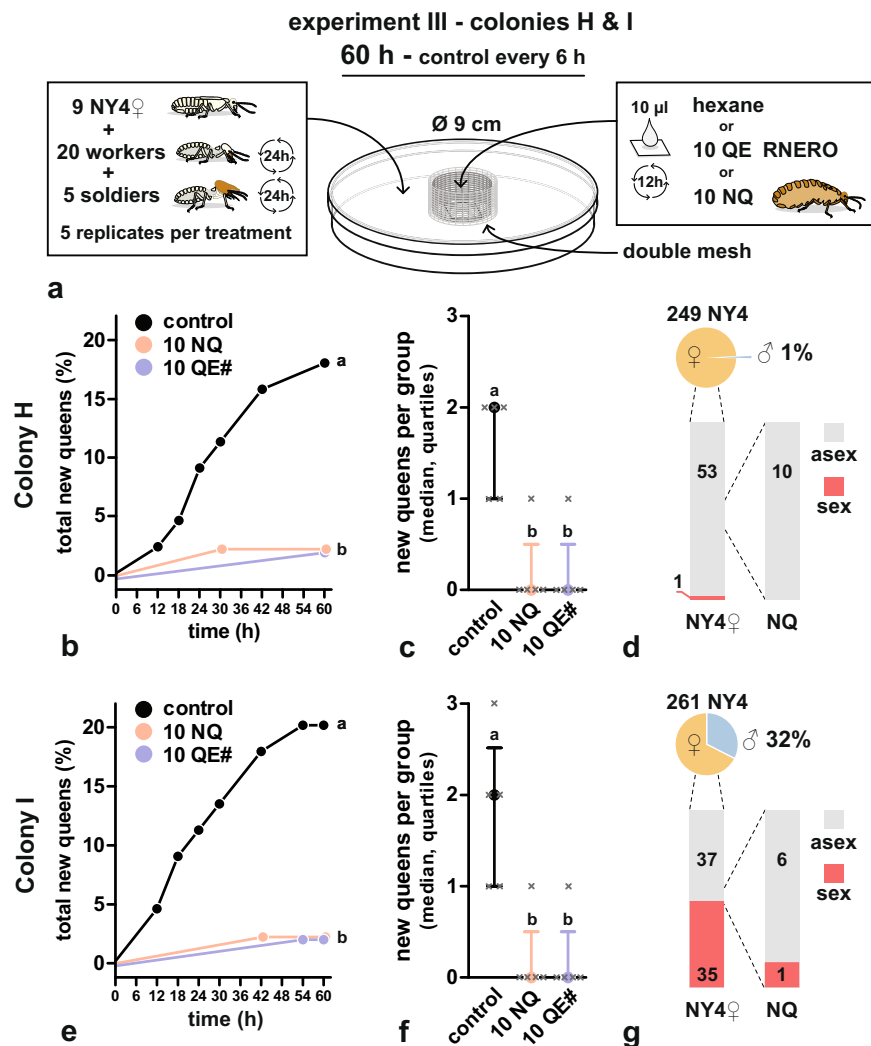 experiment III - colonies H & I
60 h - control every 6 h
9 NY4♀
+
20 workers
24h
+
5 soldiers
24h
5 replicates per treatment
Ø 9 cm
10 µl
hexane
or
10 QE RNERO
or
12h
10 NQ
double mesh
a
Colony H
total new queens (%)
20
15
10
5
0
control
10 NQ
10 QE#
a
b
0 6 12 18 24 30 36 42 48 54 60
time (h)
b
new queens per group
(median, quartiles)
3
2
1
0
a
b
b
control
10 NQ
10 QE#
c
249 NY4
♀
♂ 1%
53
10
1
asex
sex
NY4♀
NQ
d
Colony I
total new queens (%)
20
15
10
5
0
control
10 NQ
10 QE#
a
b
0 6 12 18 24 30 36 42 48 54 60
time (h)
e
new queens per group
(median, quartiles)
3
2
1
0
a
b
b
control
10 NQ
10 QE#
f
261 NY4
♀
♂ 32%
37
6
35
1
asex
sex
NY4♀
NQ
g